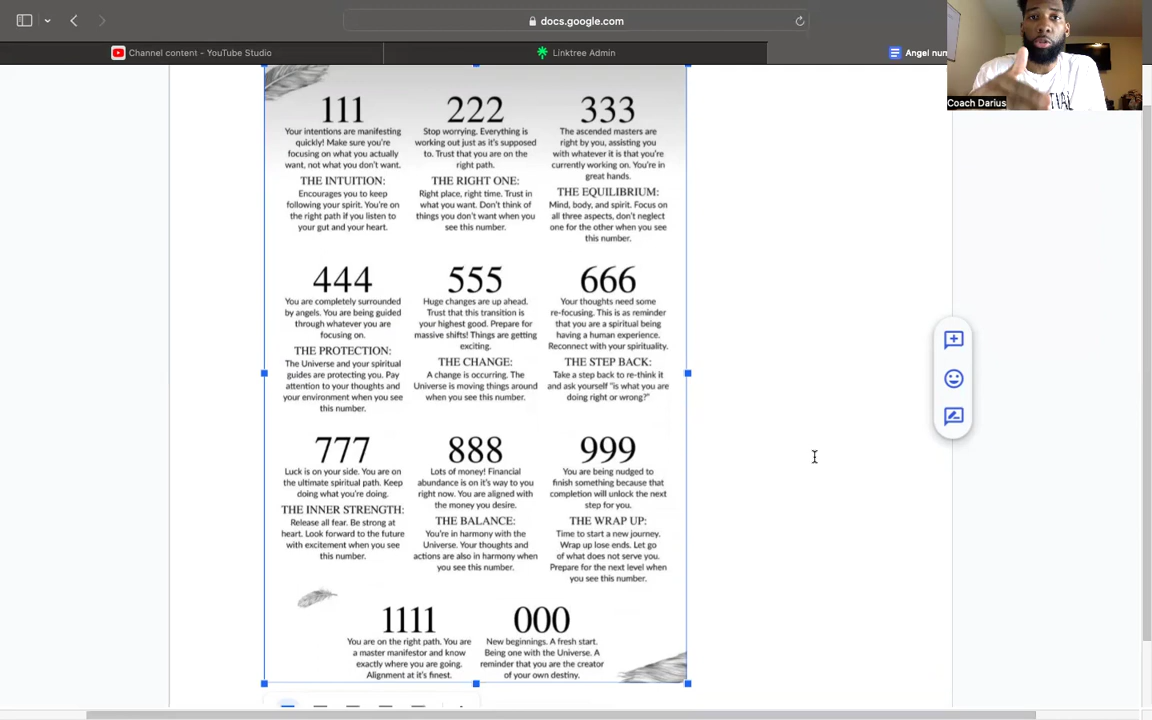 docs.google.com
Channel content - YouTube Studio
Linktree Admin
Angel num
Coach Darius
111
Your intentions are manifesting
quickly! Make sure you're
focusing on what you actually
want, not what you don't want.
THE INTUITION:
Encourages you to keep
following your spirit. You're on
the right path if you listen to
your gut and your heart.
222
Stop worrying. Everything is
working out just as it's supposed
to. Trust that you are on the
right path.
THE RIGHT ONE:
Right place, right time. Trust in
what you want. Don't think of
things you don't want when you
see this number.
333
The ascended masters are
right by you, assisting you
with whatever it is that you're
currently working on. You're in
great hands.
THE EQUILIBRIUM:
Mind, body, and spirit. Focus on
all three aspects, don't neglect
one for the other when you see
this number.
444
You are completely surrounded
by angels. You are being guided
through whatever you are
focusing on.
THE PROTECTION:
The Universe and your spiritual
guides are protecting you. Pay
attention to your thoughts and
your environment when you see
this number.
555
Huge changes are up ahead.
Trust that this transition is
your highest good. Prepare for
massive shifts! Things are getting
exciting.
THE CHANGE:
A change is occurring. The
Universe is moving things around
when you see this number.
666
Your thoughts need some
re-focusing. This is as reminder
that you are a spiritual being
having a human experience.
Reconnect with your spirituality.
THE STEP BACK:
Take a step back to re-think it
and ask yourself "is what you are
doing right or wrong?"
777
Luck is on your side. You are on
the ultimate spiritual path. Keep
doing what you're doing.
THE INNER STRENGTH:
Release all fear. Be strong at
heart. Look forward to the future
with excitement when you see
this number.
888
Lots of money! Financial
abundance is on it's way to you
right now. You are aligned with
the money you desire.
THE BALANCE:
You're in harmony with the
Universe. Your thoughts and
actions are also in harmony when
you see this number.
999
You are being nudged to
finish something because that
completion will unlock the next
step for you.
THE WRAP UP:
Time to start a new journey.
Wrap up lose ends. Let go
of what does not serve you.
Prepare for the next level when
you see this number.
1111
You are on the right path. You are
a master manifestor and know
exactly where you are going.
Alignment at it's finest.
000
New beginnings. A fresh start.
Being one with the Universe. A
reminder that you are the creator
of your own destiny.